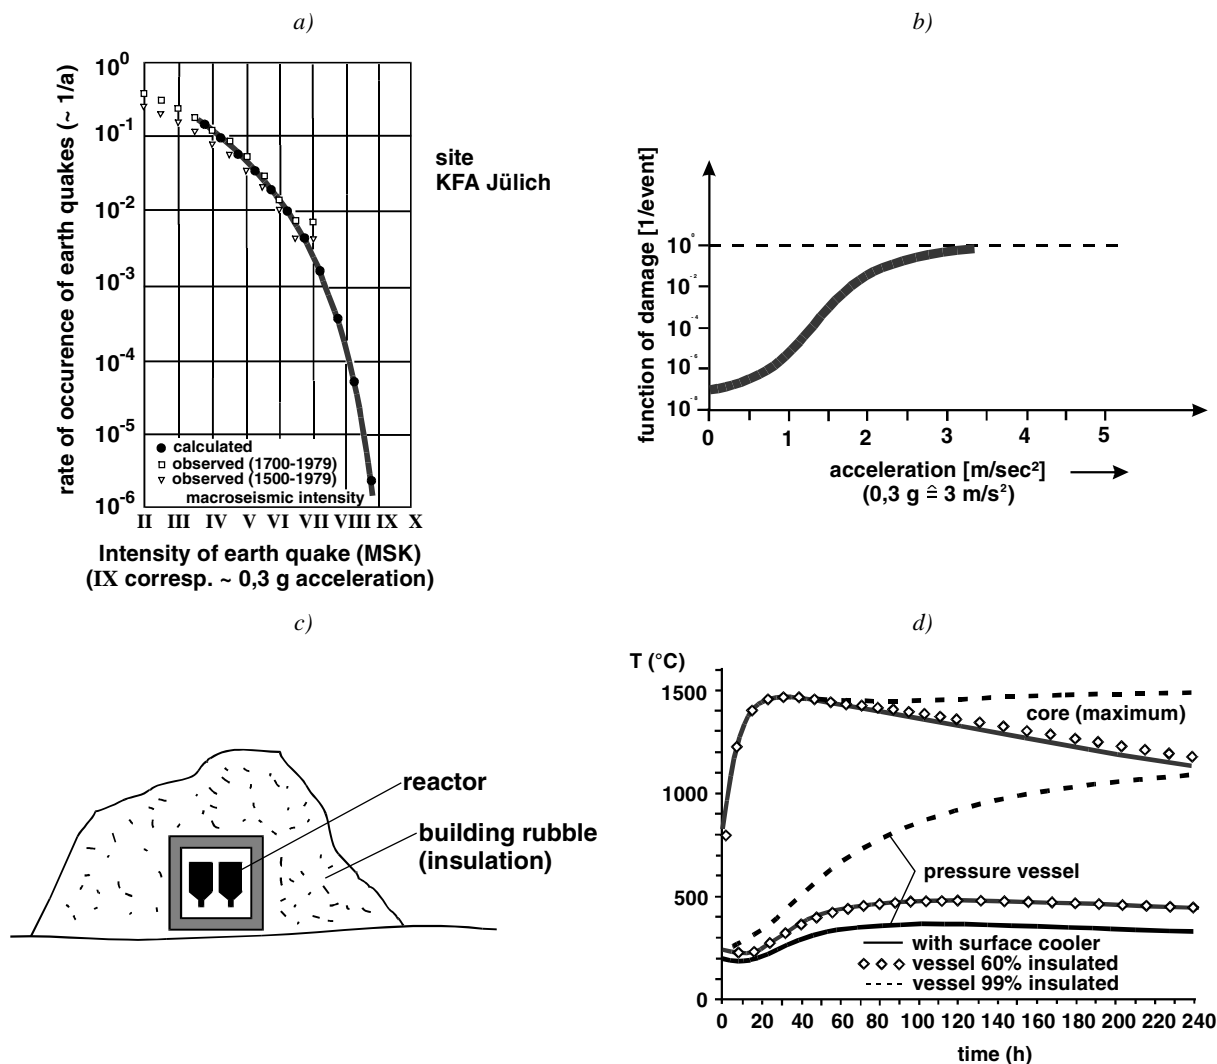 a)
rate of occurence of earth quakes (~ 1/a)
10⁰
10⁻¹
10⁻²
10⁻³
10⁻⁴
10⁻⁵
10⁻⁶
calculated
observed (1700-1979)
observed (1500-1979)
macroseismic intensity
II III IV V VI VII VIII IX X
Intensity of earth quake (MSK)
(IX corresp. ~ 0,3 g acceleration)
site
KFA Jülich
b)
function of damage [1/event]
10⁰
10⁻²
10⁻⁴
10⁻⁶
10⁻⁸
0 1 2 3 4 5
acceleration [m/sec²]
(0,3 g ≙ 3 m/s²)
c)
reactor
building rubble
(insulation)
d)
T (°C)
1500
1000
500
0
core (maximum)
pressure vessel
with surface cooler
vessel 60% insulated
vessel 99% insulated
0 20 40 60 80 100 120 140 160 180 200 220 240
time (h)